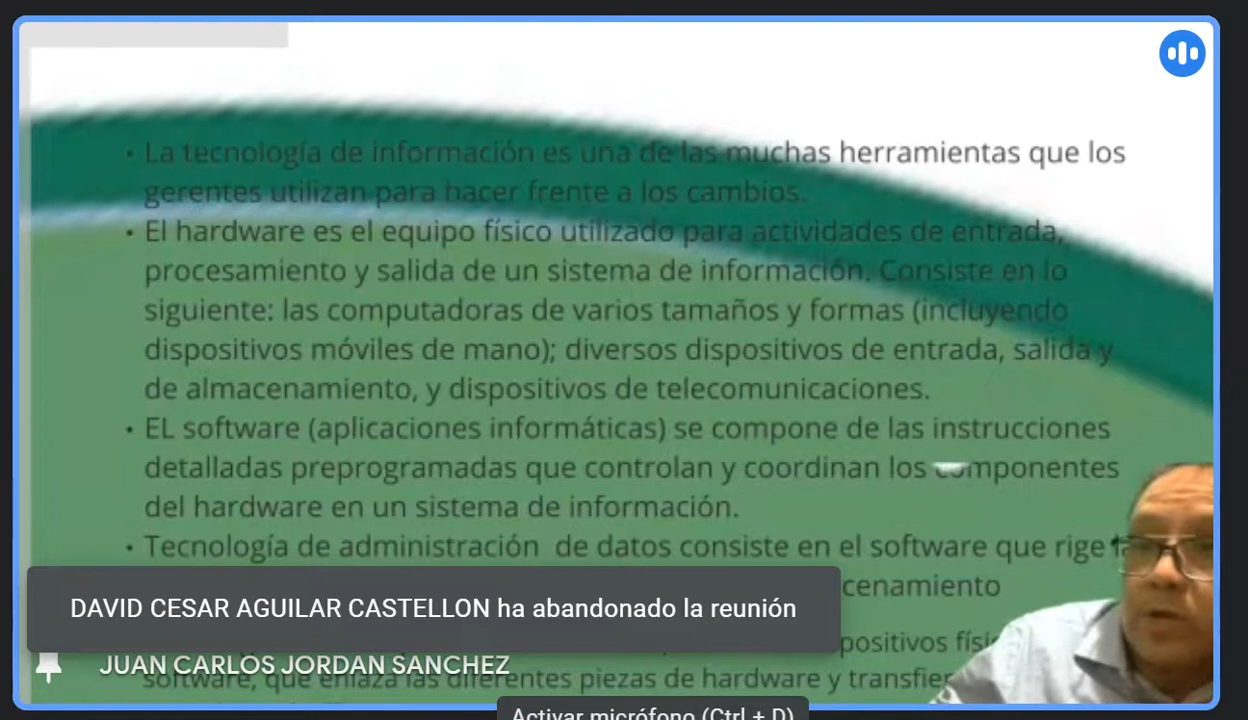 • La tecnología de información es una de las muchas herramientas que los
gerentes utilizan para hacer frente a los cambios.
• El hardware es el equipo físico utilizado para actividades de entrada,
procesamiento y salida de un sistema de información. Consiste en lo
siguiente: las computadoras de varios tamaños y formas (incluyendo
dispositivos móviles de mano); diversos dispositivos de entrada, salida y
de almacenamiento, y dispositivos de telecomunicaciones.
• EL software (aplicaciones informáticas) se compone de las instrucciones
detalladas preprogramadas que controlan y coordinan los componentes
del hardware en un sistema de información.
• Tecnología de administración de datos consiste en el software que rige
cenamiento
DAVID CESAR AGUILAR CASTELLON ha abandonado la reunión
positivos físi
JUAN CARLOS JORDAN SANCHEZ
software, que enlaza las diferentes piezas de hardware y transfier
Activar micrófono (Ctrl + D)